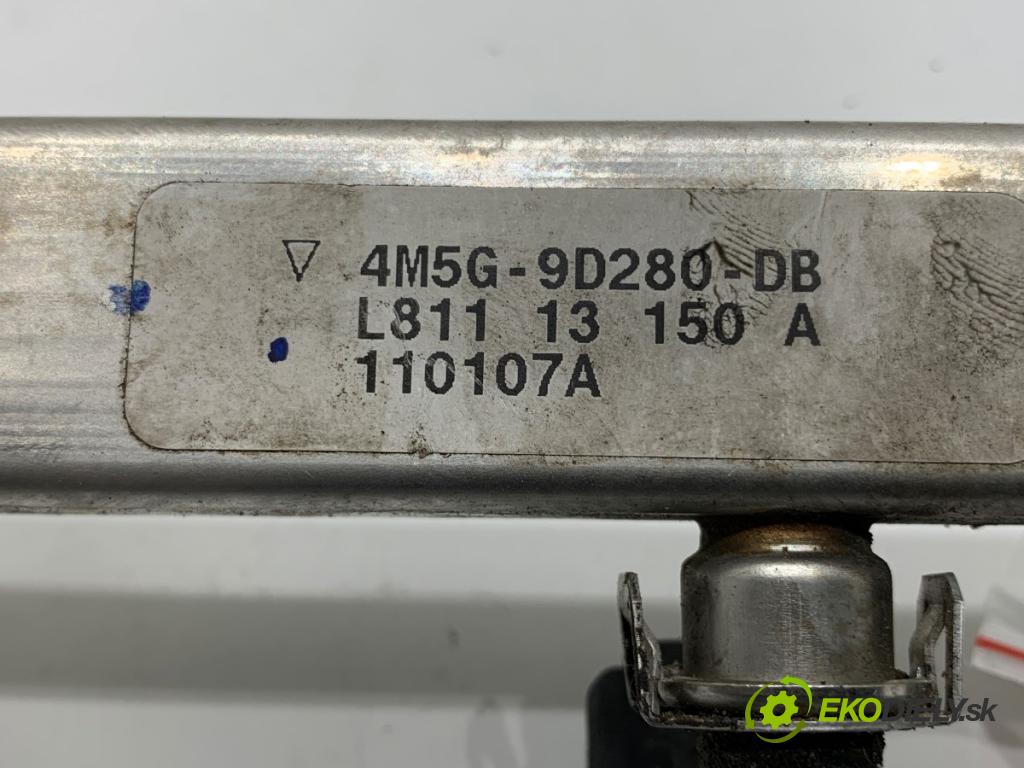 4M5G-9D280-DB
L811 13 150 A
110107A
EKODIELY.sk